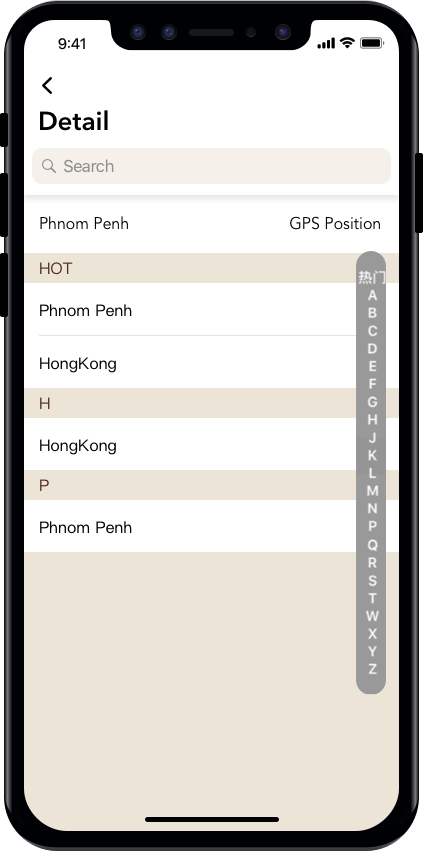 9:41
Detail
Search
Phnom Penh GPS Position
HOT
Phnom Penh
HongKong
H
HongKong
P
Phnom Penh
热门
A
B
C
D
E
F
G
H
J
K
L
M
N
P
Q
R
S
T
W
X
Y
Z